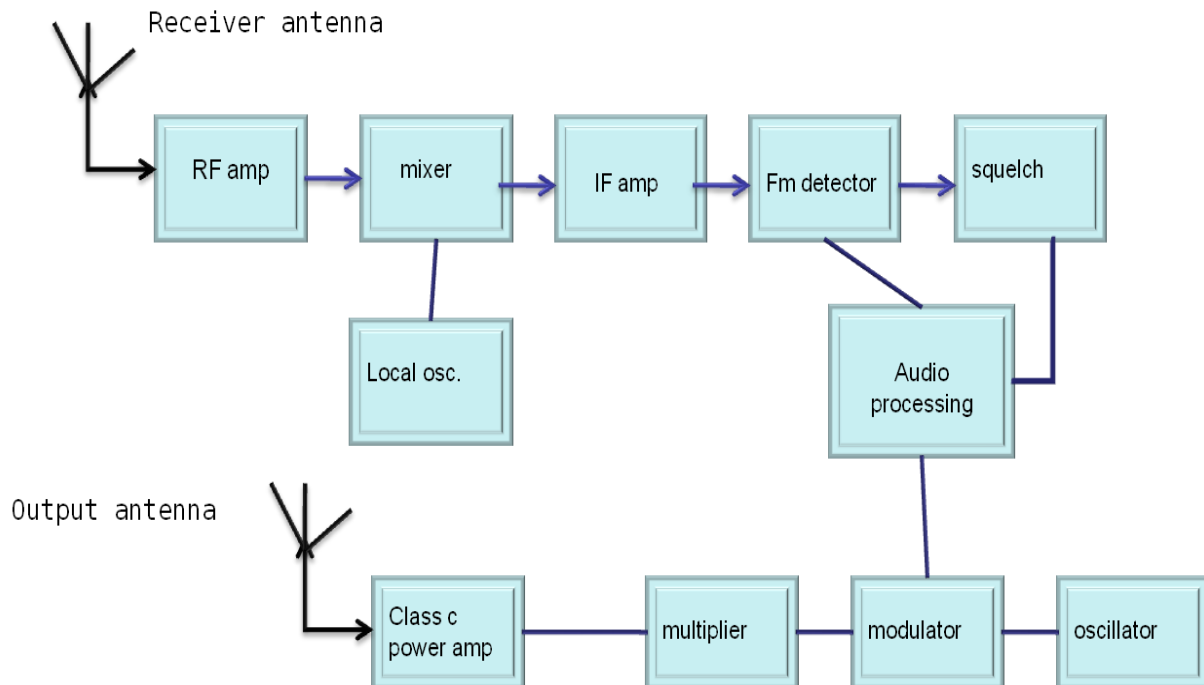 Receiver antenna
RF amp
mixer
IF amp
Fm detector
squelch
Local osc.
Audio
processing
Output antenna
Class c
power amp
multiplier
modulator
oscillator